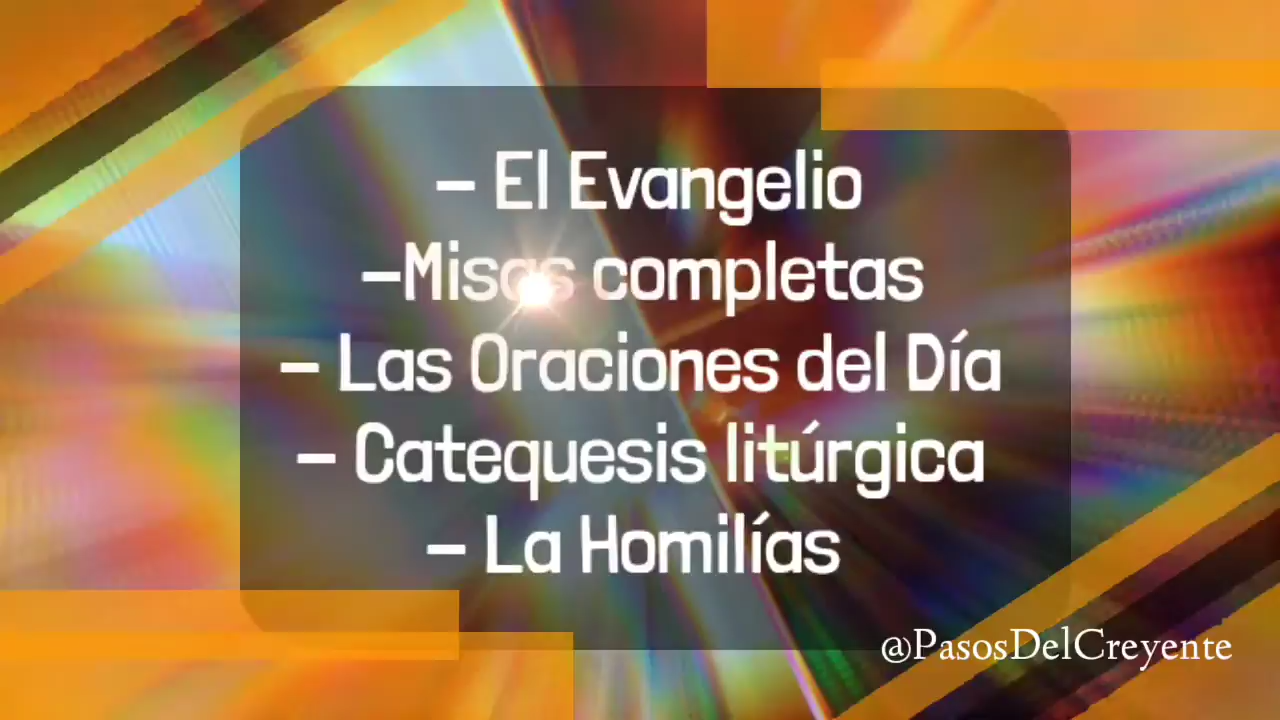 - El Evangelio
-Misas completas
- Las Oraciones del Día
- Catequesis litúrgica
- La Homilías
@PasosDelCreyente